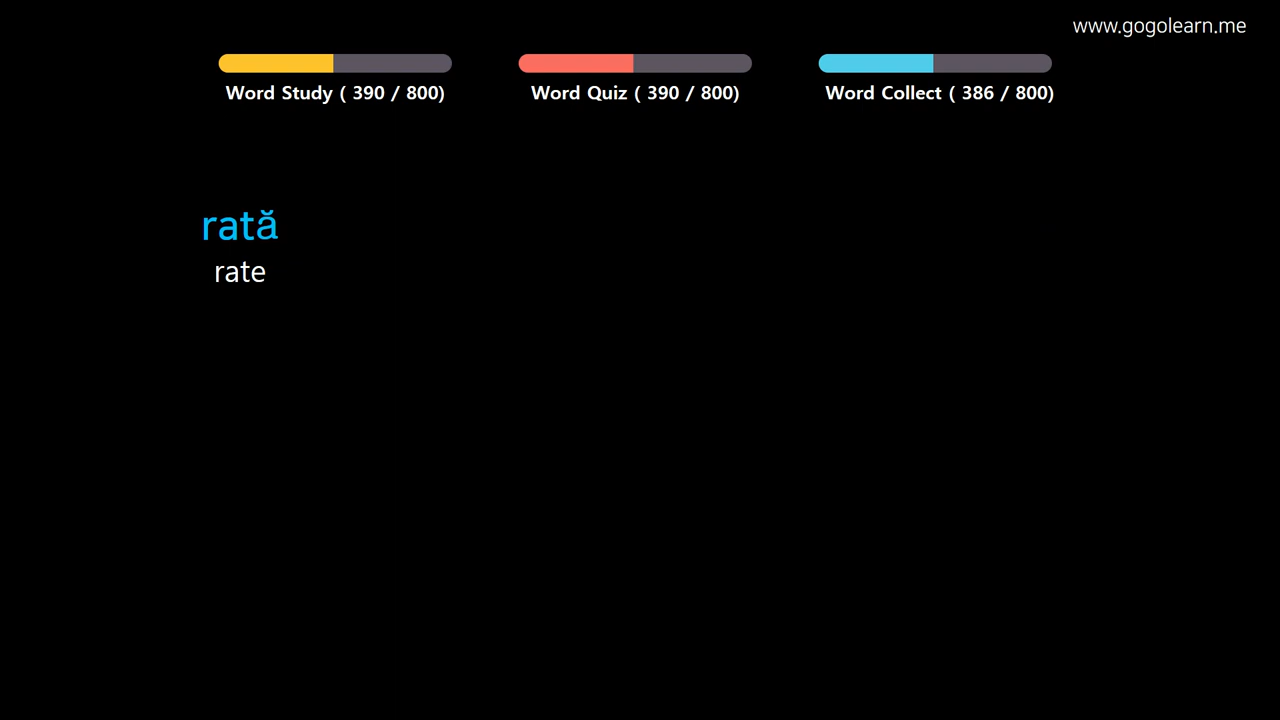 www.gogolearn.me
Word Study ( 390 / 800)
Word Quiz ( 390 / 800)
Word Collect ( 386 / 800)
rată
rate